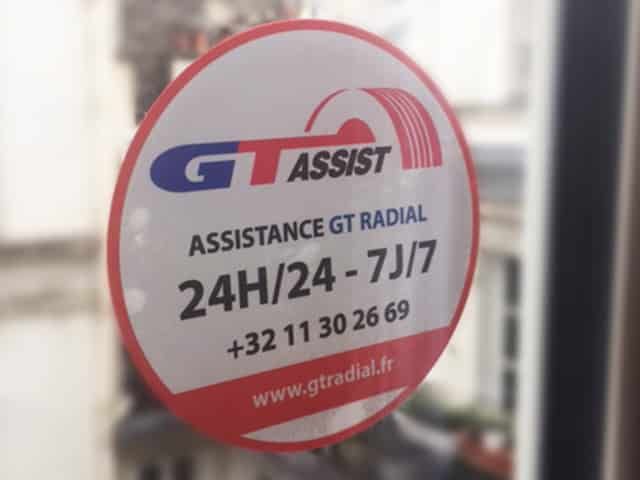 GT ASSIST
ASSISTANCE GT RADIAL
24H/24 - 7J/7
+32 11 30 26 69
www.gtradial.fr